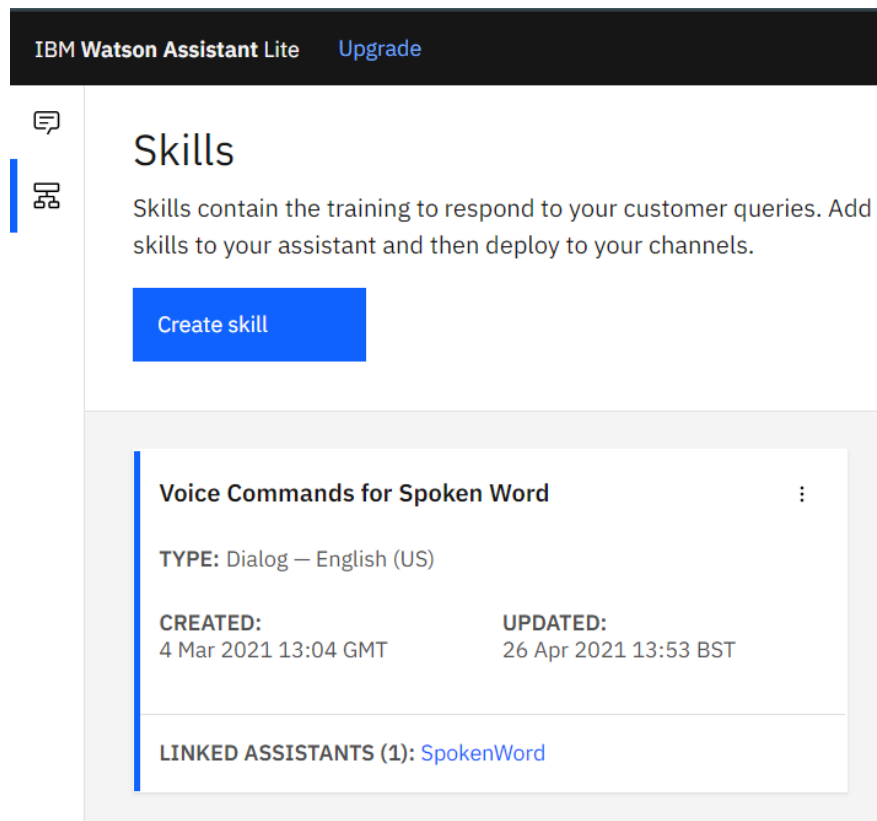 IBM Watson Assistant Lite Upgrade
Skills
Skills contain the training to respond to your customer queries. Add
skills to your assistant and then deploy to your channels.
Create skill
Voice Commands for Spoken Word
TYPE: Dialog — English (US)
CREATED: UPDATED:
4 Mar 2021 13:04 GMT 26 Apr 2021 13:53 BST
LINKED ASSISTANTS (1): SpokenWord